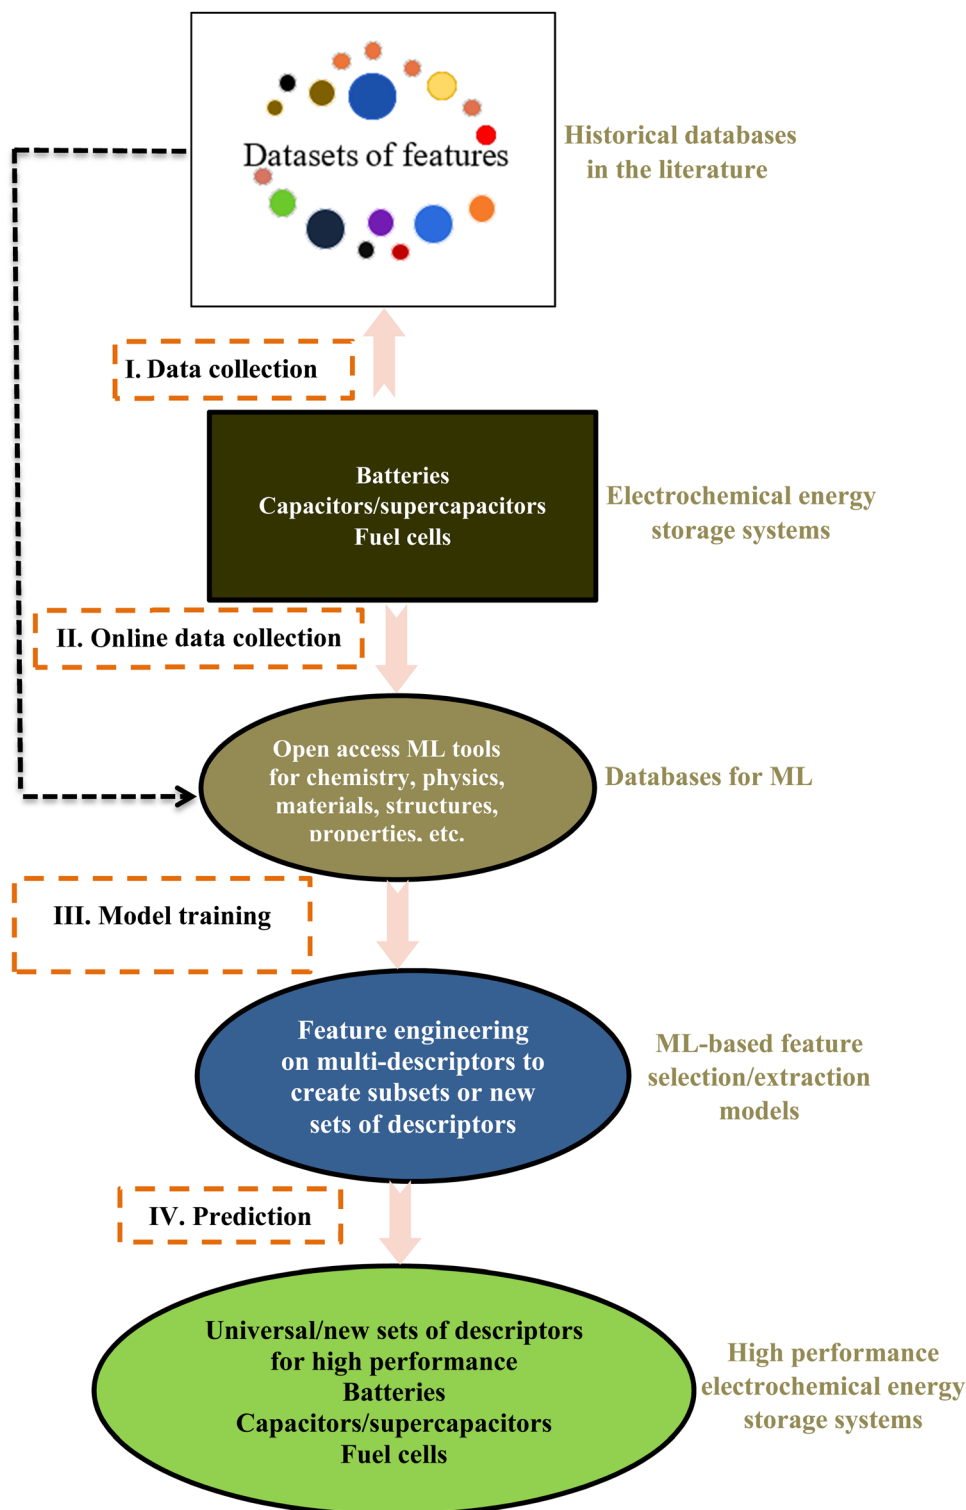 Datasets of features
Historical databases
in the literature
I. Data collection
Batteries
Capacitors/supercapacitors
Fuel cells
Electrochemical energy
storage systems
II. Online data collection
Open access ML tools
for chemistry, physics,
materials, structures,
properties, etc.
Databases for ML
III. Model training
Feature engineering
on multi-descriptors to
create subsets or new
sets of descriptors
ML-based feature
selection/extraction
models
IV. Prediction
Universal/new sets of descriptors
for high performance
Batteries
Capacitors/supercapacitors
Fuel cells
High performance
electrochemical energy
storage systems